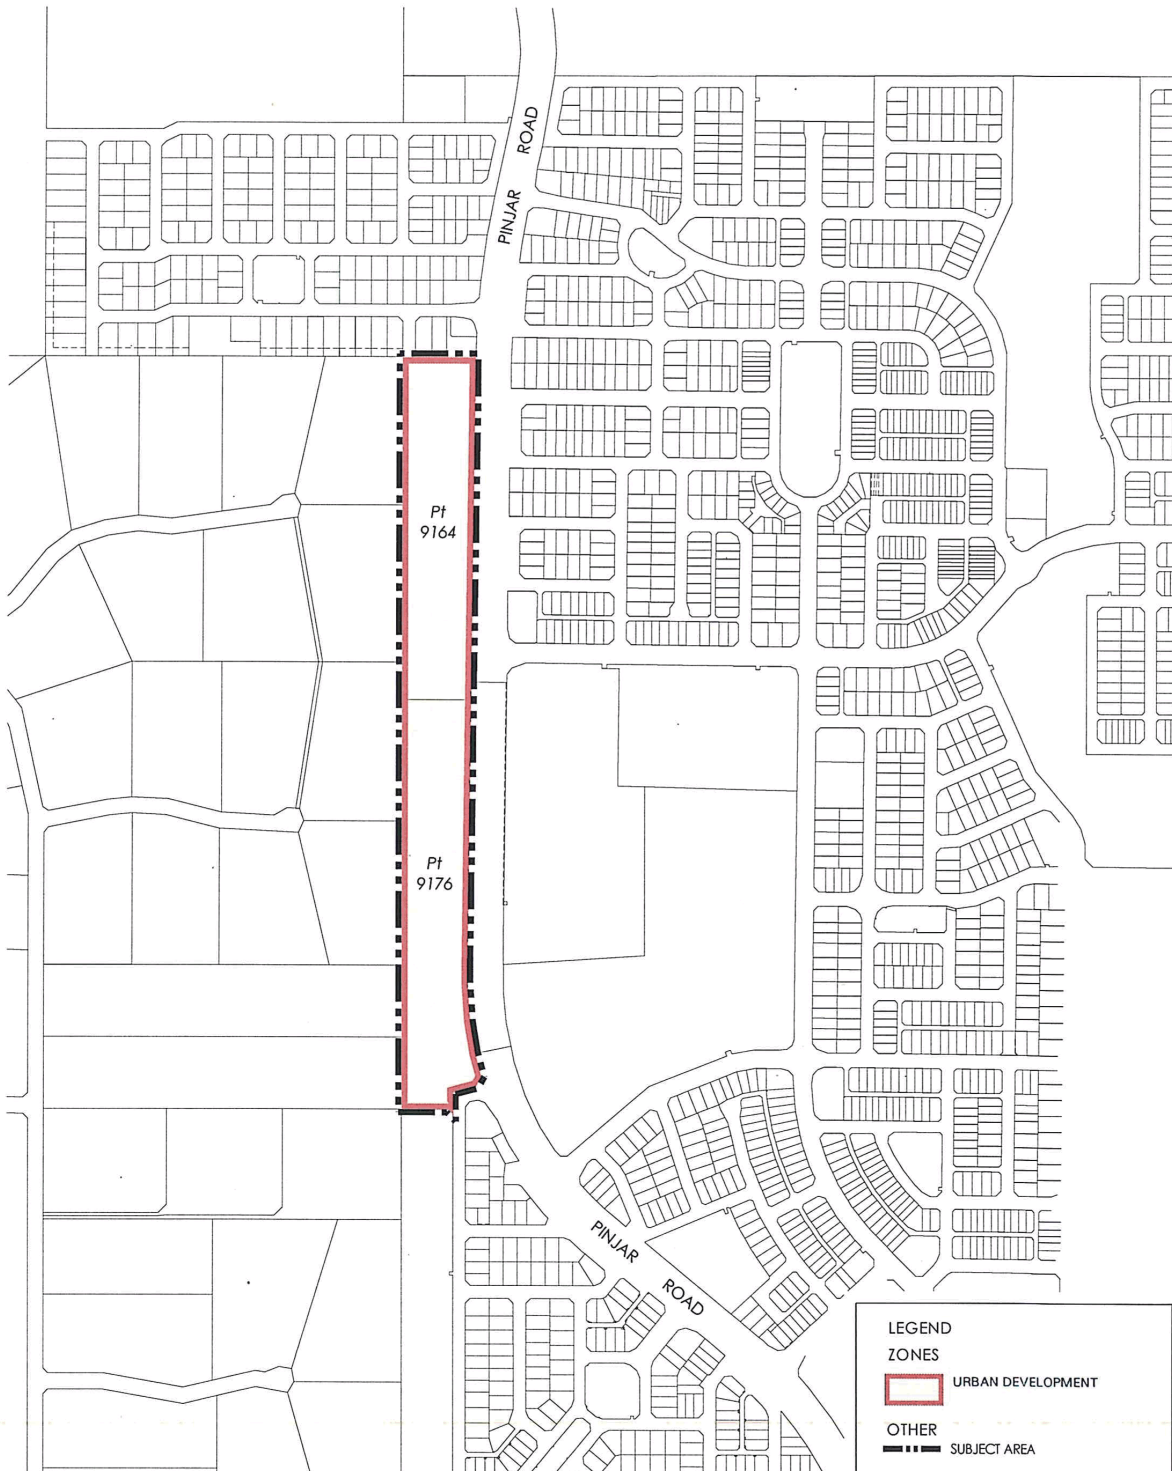 PINJAR ROAD
Pt
9164
Pt
9176
PINJAR ROAD
LEGEND
ZONES
URBAN DEVELOPMENT
OTHER
SUBJECT AREA